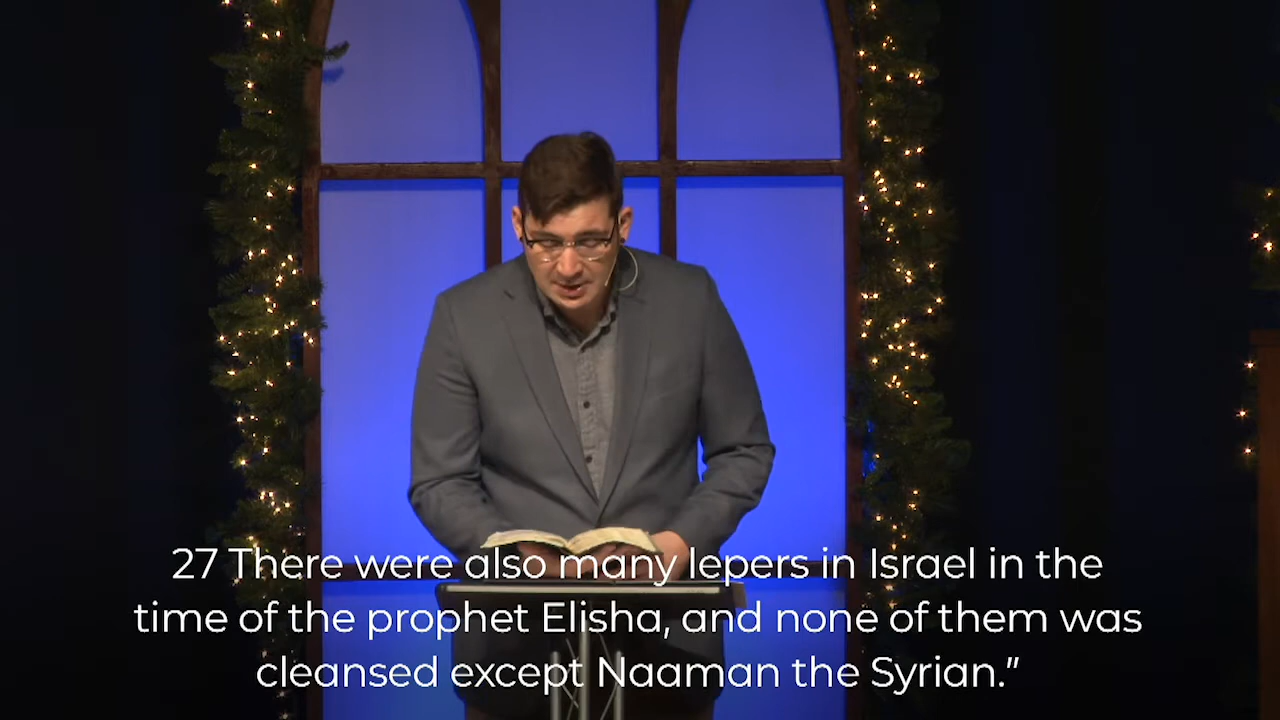 27 There were also many lepers in Israel in the
time of the prophet Elisha, and none of them was
cleansed except Naaman the Syrian.”